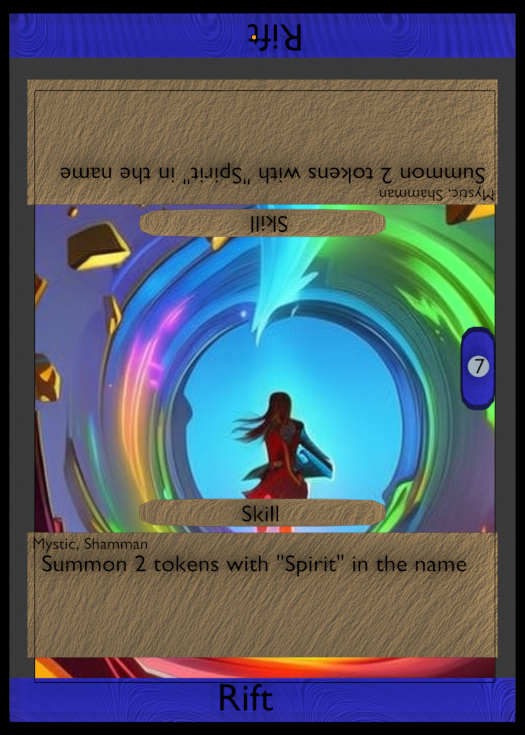 Rift
Summon 2 tokens with "Spirit" in the name
Mystic, Shamman
Skill
7
Skill
Mystic, Shamman
Summon 2 tokens with "Spirit" in the name
Rift